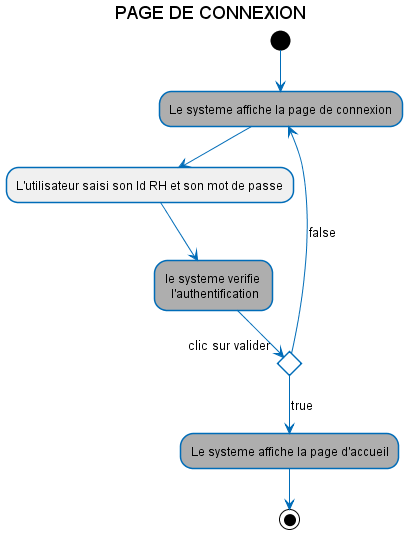 PAGE DE CONNEXION
Le systeme affiche la page de connexion
L'utilisateur saisi son Id RH et son mot de passe
false
le systeme verifie
l'authentification
clic sur valider
true
Le systeme affiche la page d'accueil